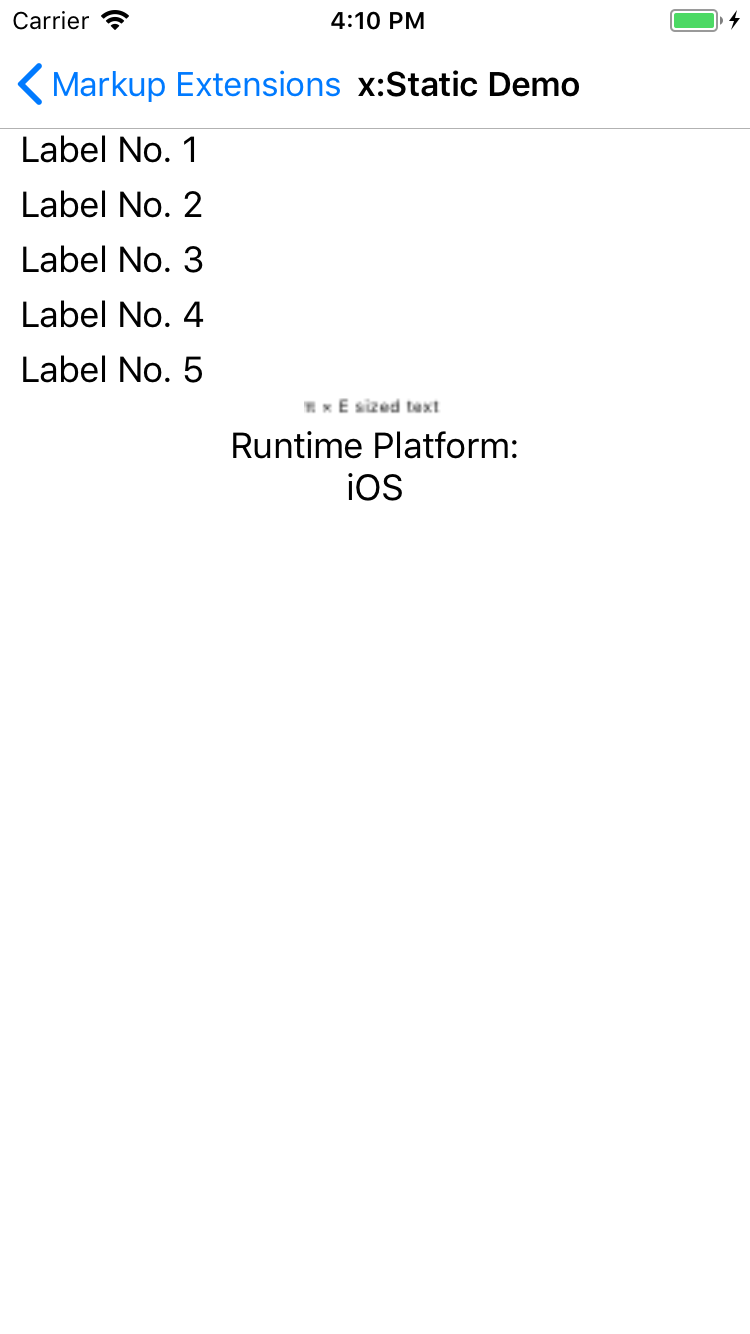 Carrier 4:10 PM
Markup Extensions x:Static Demo
Label No. 1
Label No. 2
Label No. 3
Label No. 4
Label No. 5
π × E sized text
Runtime Platform:
iOS